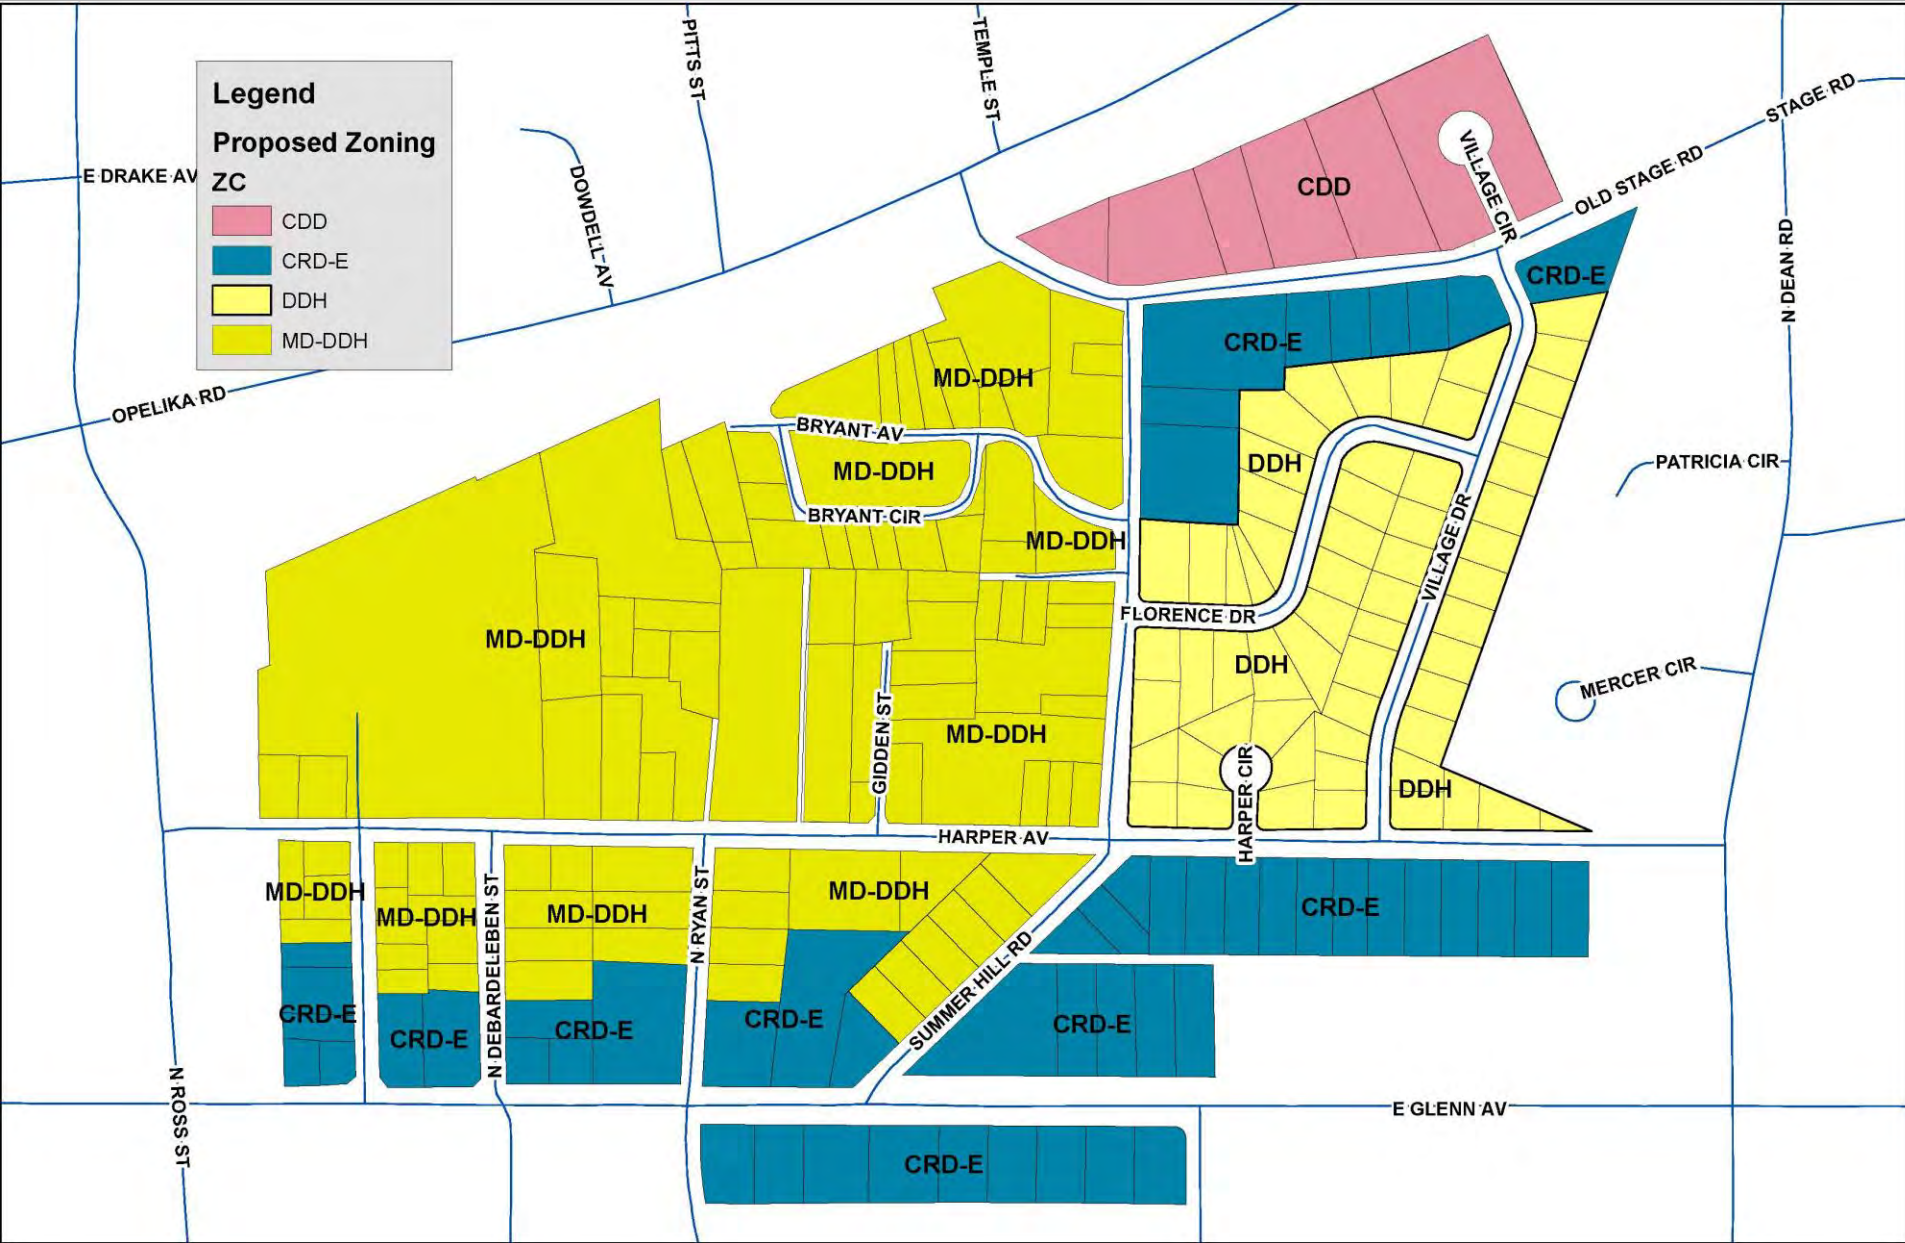 Legend
Proposed Zoning
ZC
CDD
CRD-E
DDH
MD-DDH
PITTS ST
TEMPLE ST
STAGE RD
E DRAKE AV
DOWDELL AV
VILLAGE CIR
CDD
OLD STAGE RD
N DEAN RD
CRD-E
CRD-E
MD-DDH
OPELIKA RD
BRYANT AV
MD-DDH
DDH
PATRICIA CIR
BRYANT CIR
MD-DDH
VILLAGE DR
FLORENCE DR
MD-DDH
DDH
MERCER CIR
GIDDEN ST
MD-DDH
HARPER CIR
DDH
HARPER AV
MD-DDH
MD-DDH
N DEBARDELEBEN ST
MD-DDH
N RYAN ST
MD-DDH
CRD-E
SUMMER HILL RD
CRD-E
CRD-E
CRD-E
CRD-E
CRD-E
N ROSS ST
E GLENN AV
CRD-E